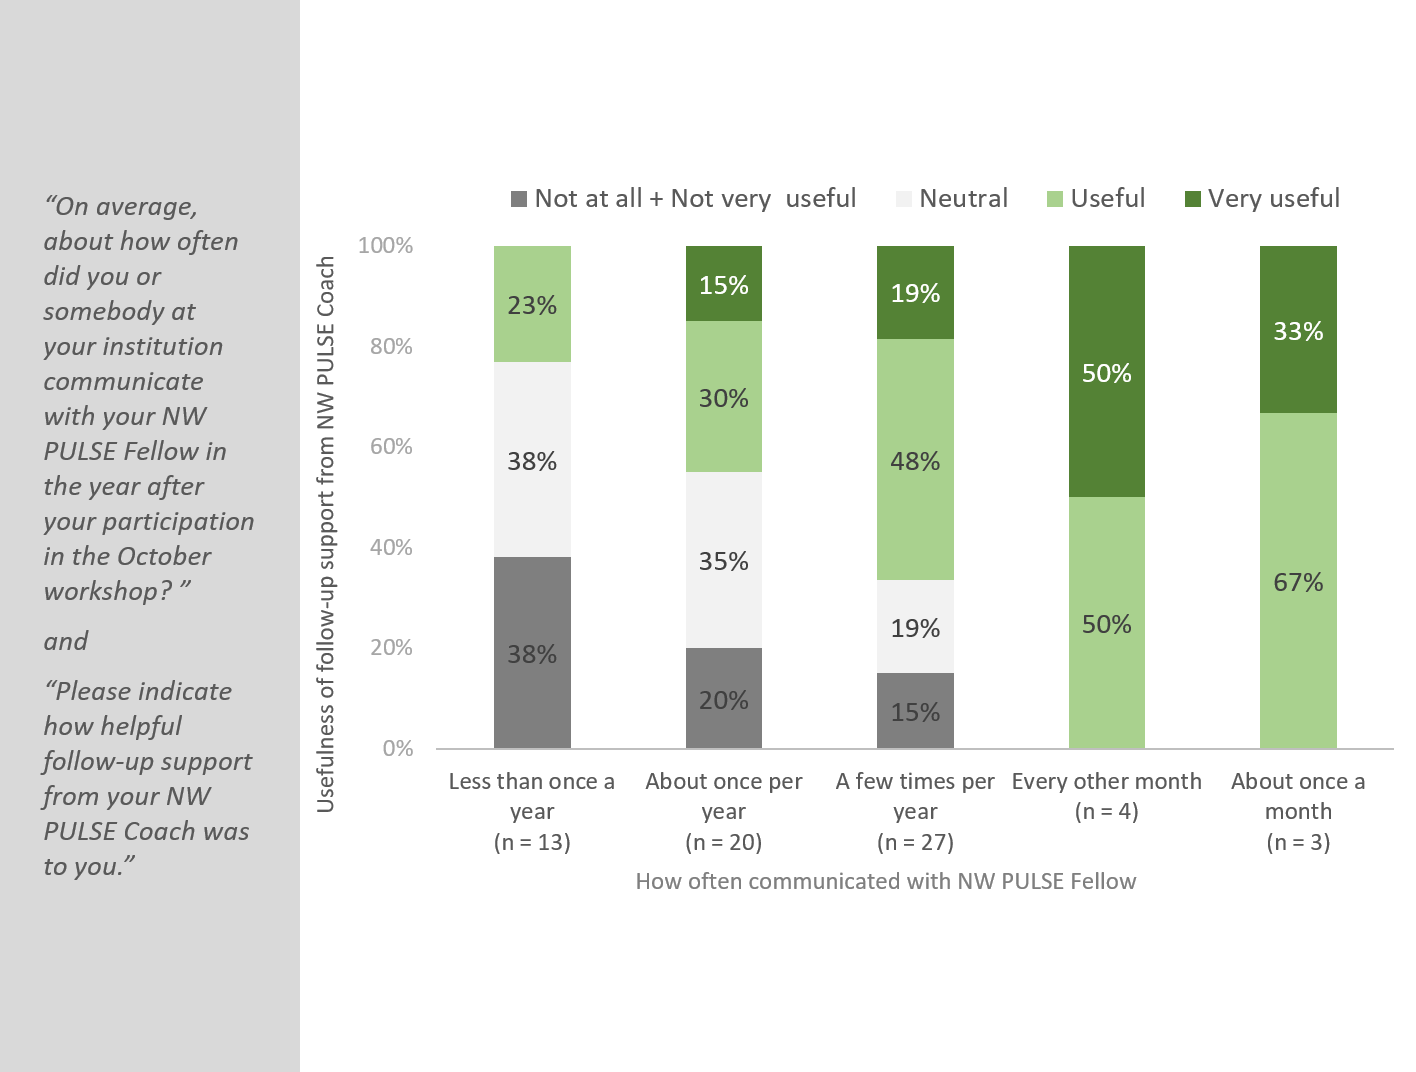 “On average,
about how often
did you or
somebody at
your institution
communicate
with your NW
PULSE Fellow in
the year after
your participation
in the October
workshop? ”
and
“Please indicate
how helpful
follow-up support
from your NW
PULSE Coach was
to you.”
Not at all + Not very  useful
Neutral
Useful
Very useful
Usefulness of follow-up support from NW PULSE Coach
100%
80%
60%
40%
20%
0%
23%
38%
38%
15%
30%
35%
20%
19%
48%
19%
15%
50%
50%
33%
67%
Less than once a
year
(n = 13)
About once per
year
(n = 20)
A few times per
year
(n = 27)
Every other month
(n = 4)
About once a
month
(n = 3)
How often communicated with NW PULSE Fellow